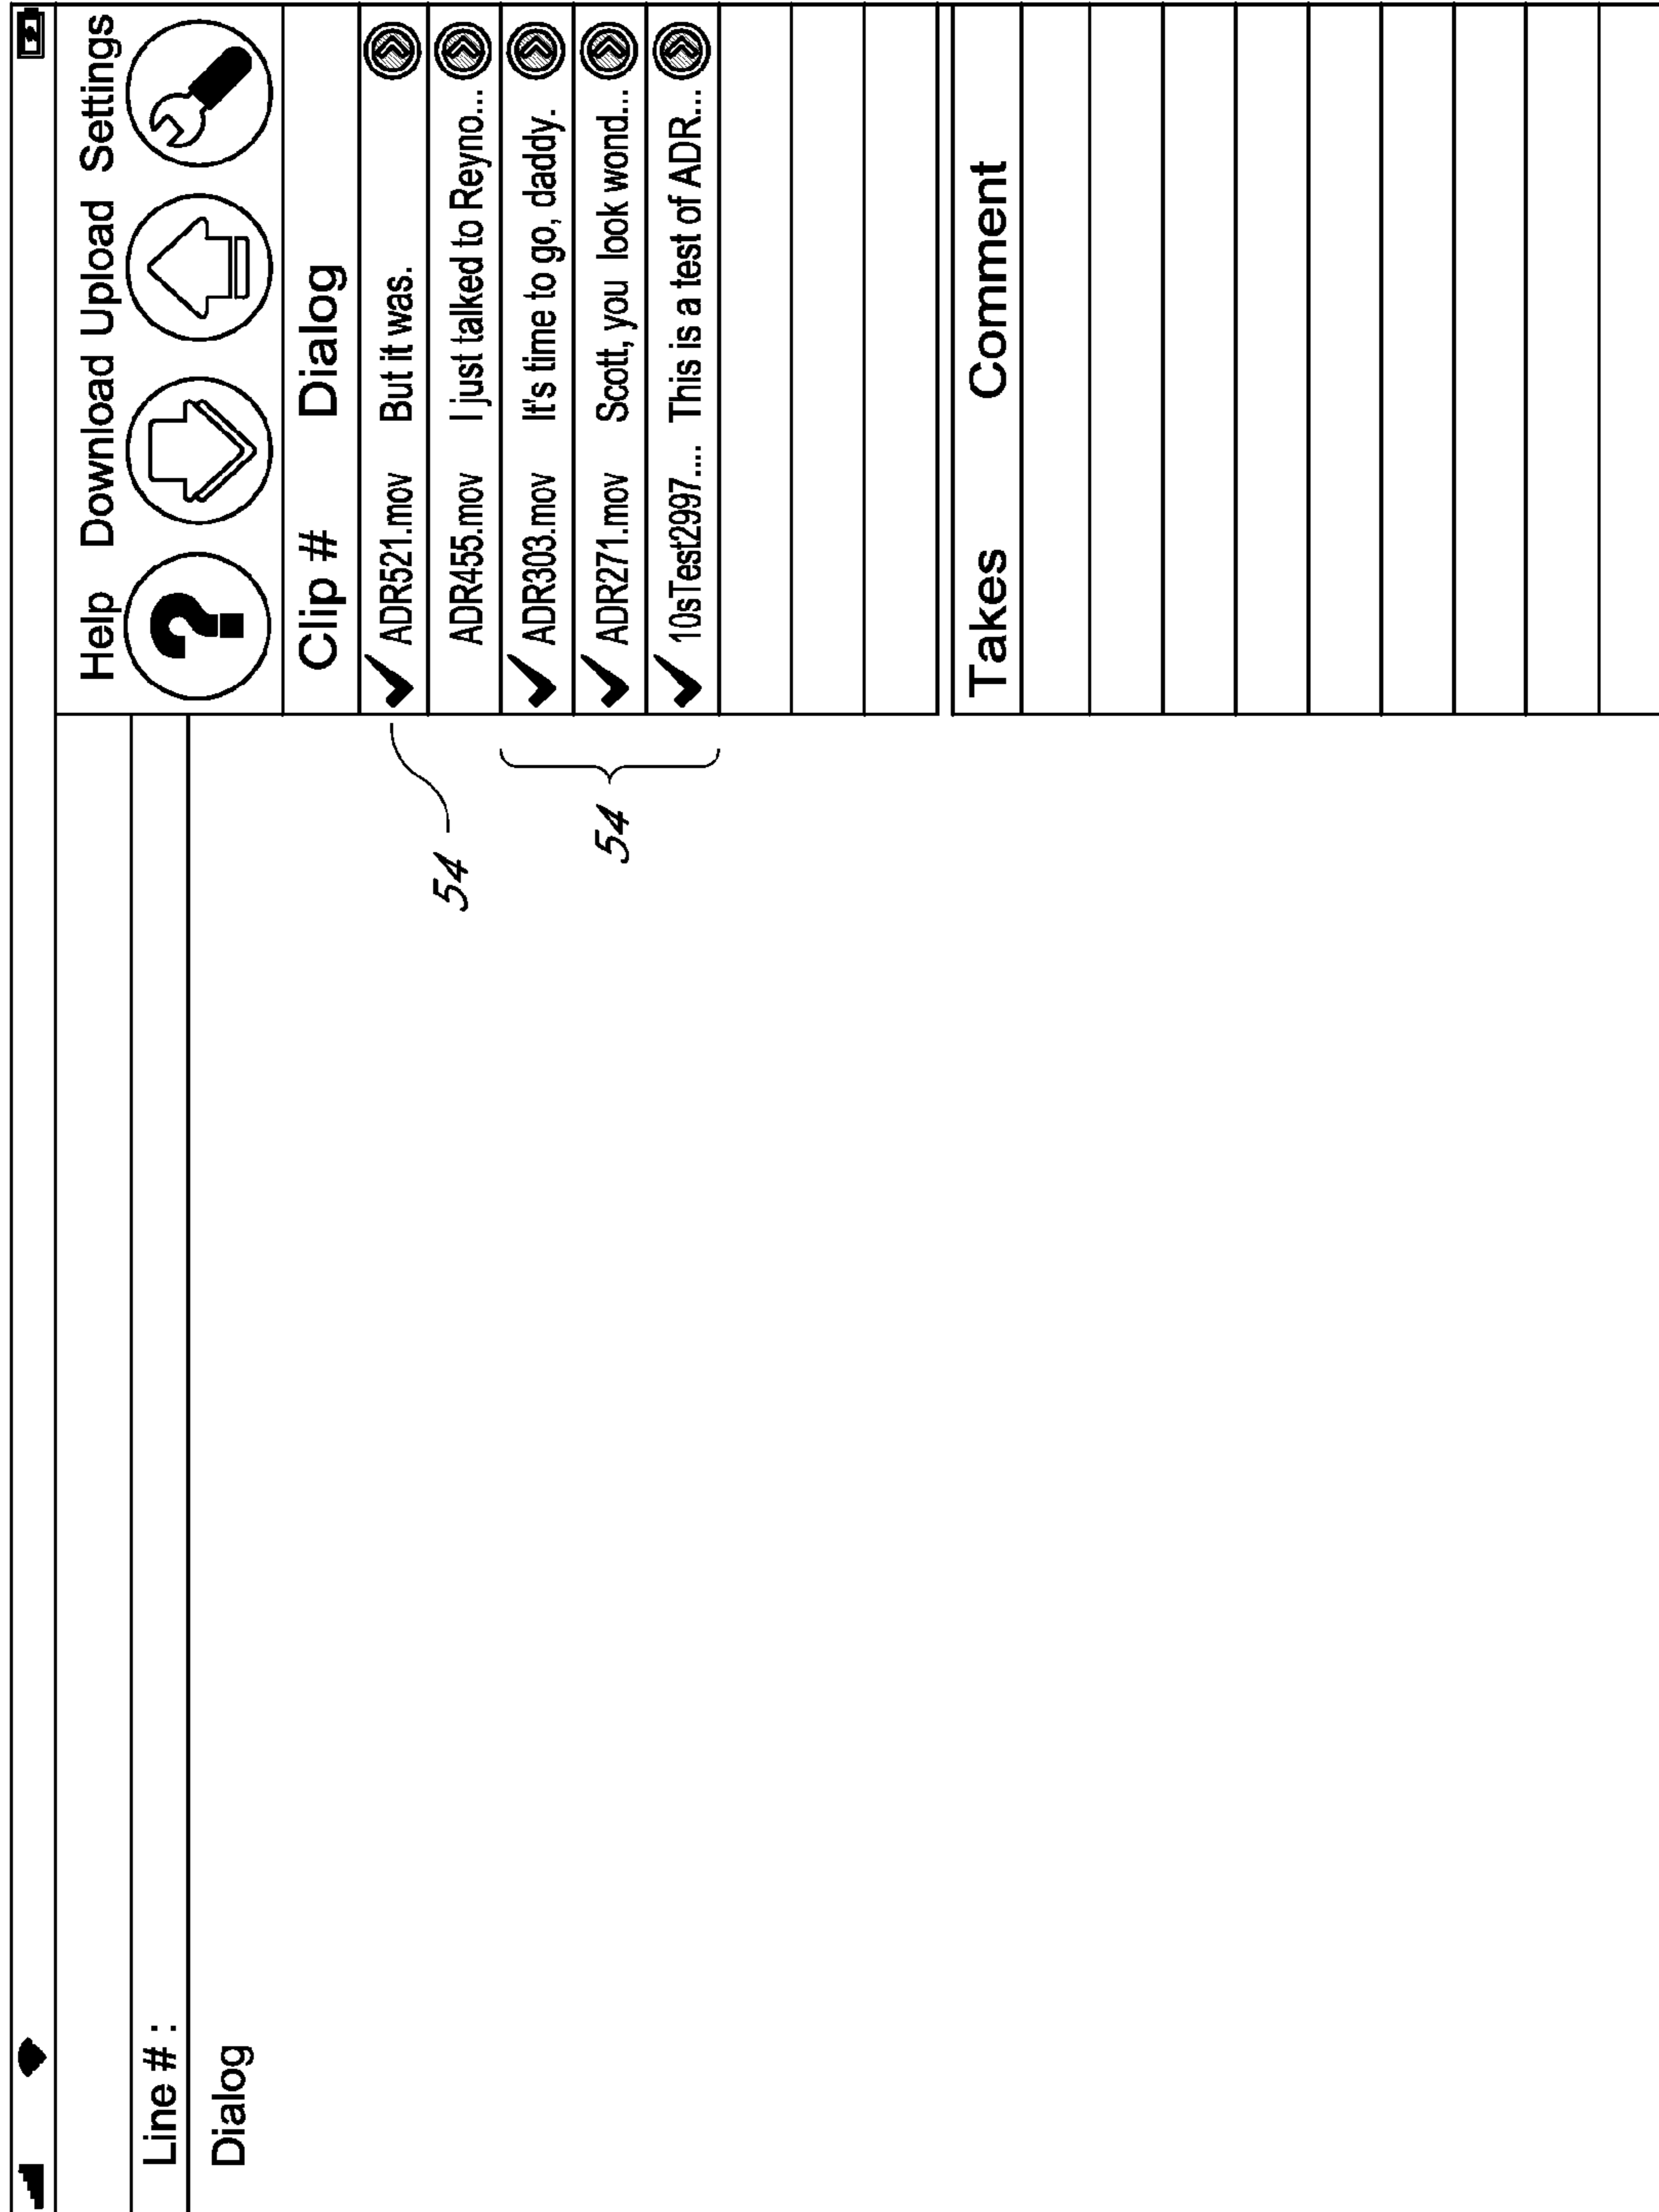 Help Download Upload Settings
Line # :
Dialog
Clip # Dialog
ADR521.mov But it was.
ADR455.mov I just talked to Reyno...
ADR303.mov It's time to go, daddy.
ADR271.mov Scott, you look wond...
10sTest2997.... This is a test of ADR...
54
54
Takes Comment